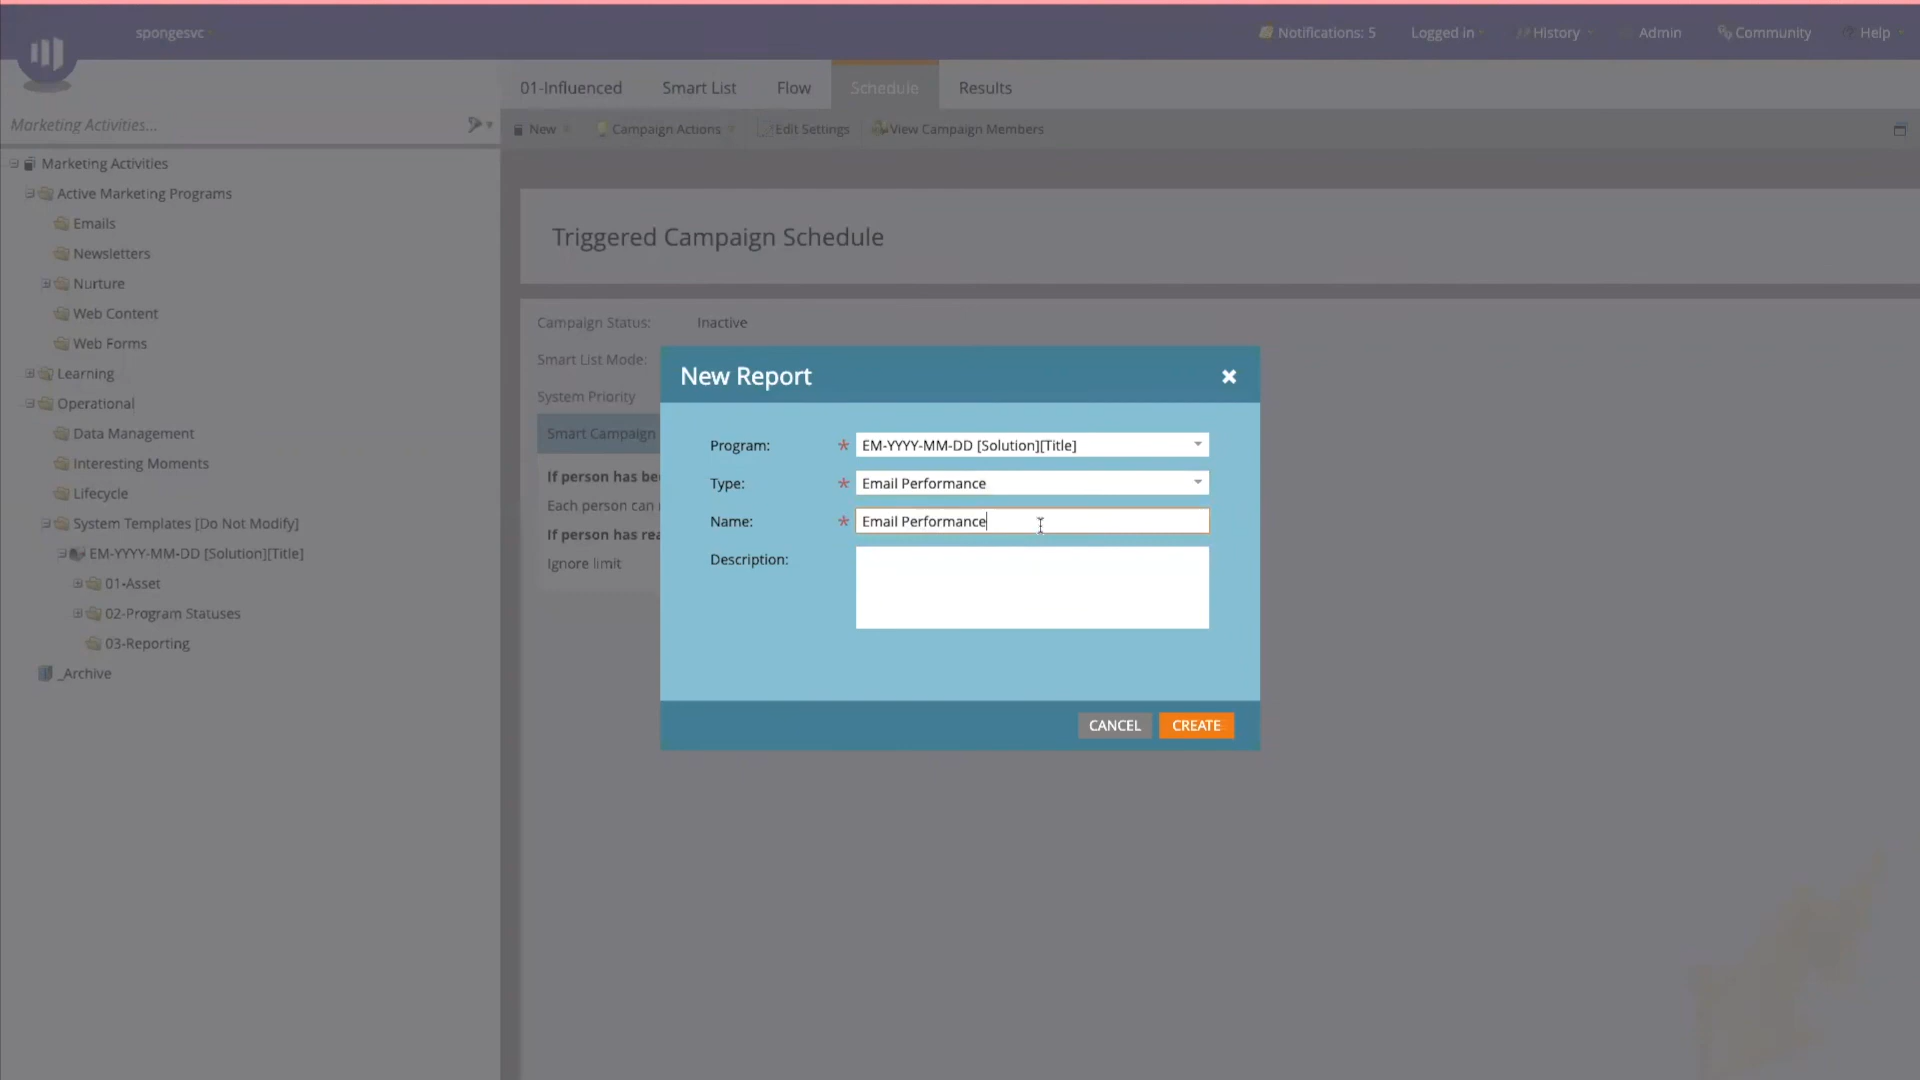 spongesvc
Notifications: 5
Logged in
History
Admin
Community
Help
01-Influenced
Smart List
Flow
Schedule
Results
Marketing Activities...
New
Campaign Actions
Edit Settings
View Campaign Members
Marketing Activities
Active Marketing Programs
Emails
Newsletters
Nurture
Web Content
Web Forms
Learning
Operational
Data Management
Interesting Moments
Lifecycle
System Templates [Do Not Modify]
EM-YYYY-MM-DD [Solution][Title]
01-Asset
02-Program Statuses
03-Reporting
_Archive
Triggered Campaign Schedule
Campaign Status: Inactive
Smart List Mode:
System Priority
Smart Campaign
If person has be
Each person can
If person has rea
Ignore limit
New Report
Program: * EM-YYYY-MM-DD [Solution][Title]
Type: * Email Performance
Name: * Email Performance
Description:
CANCEL
CREATE